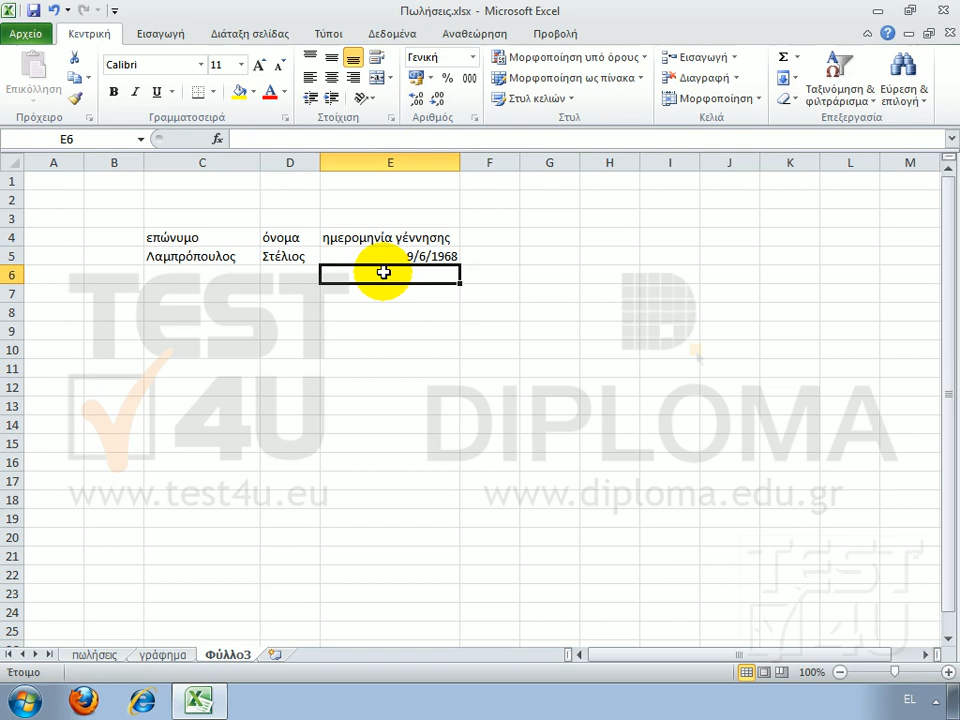 Πωλήσεις.xlsx - Microsoft Excel
Αρχείο Κεντρική Εισαγωγή Διάταξη σελίδας Τύποι Δεδομένα Αναθεώρηση Προβολή
Επικόλληση
Πρόχειρο
Calibri 11
B I U
Γραμματοσειρά
Στοίχιση
Γενική
% 000
Αριθμός
Μορφοποίηση υπό όρους
Μορφοποίηση ως πίνακα
Στυλ κελιών
Στυλ
Εισαγωγή
Διαγραφή
Μορφοποίηση
Κελιά
Ταξινόμηση & φιλτράρισμα
Εύρεση & επιλογή
Επεξεργασία
E6 fx
A B C D E F G H I J K L M
1
2
3
4 επώνυμο όνομα ημερομηνία γέννησης
5 Λαμπρόπουλος Στέλιος 9/6/1968
6
7
8
9
10
11
12
13
14
15
16
17
18
19
20
21
22
23
24
25
TEST
4U
www.test4u.eu
DIPLOMA
www.diploma.edu.gr
TEST
4U
πωλήσεις γράφημα Φύλλο3
Έτοιμο 100%
EL